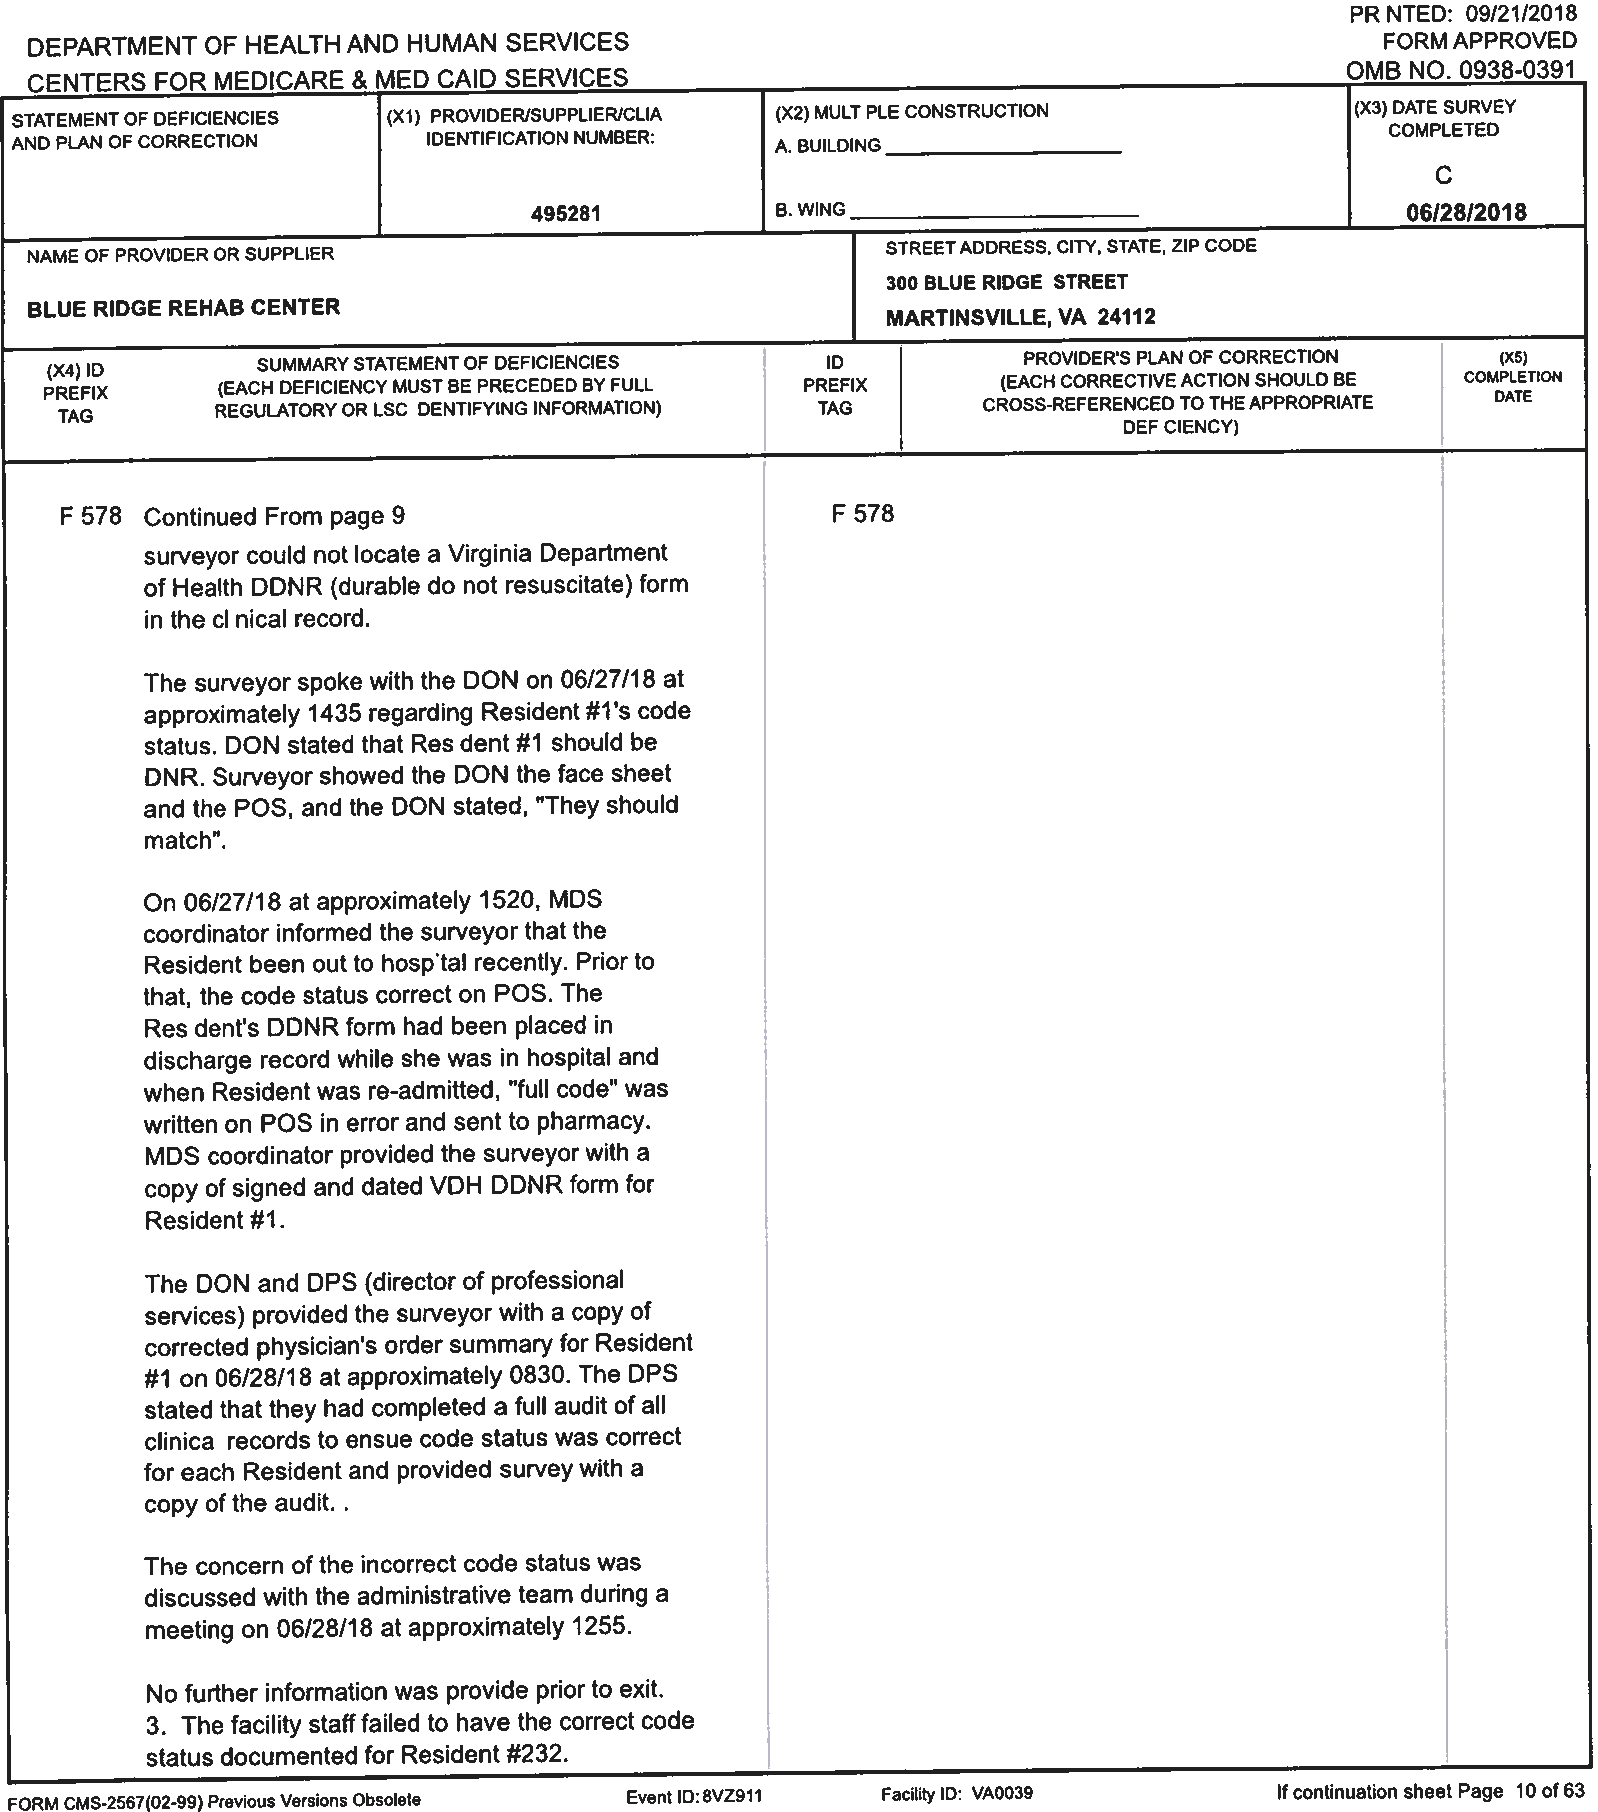 PR NTED: 09/21/2018
DEPARTMENT OF HEALTH AND HUMAN SERVICES
FORM APPROVED
CENTERS FOR MEDICARE & MED CAID SERVICES
OMB NO. 0938-0391
STATEMENT OF DEFICIENCIES
AND PLAN OF CORRECTION
(X1) PROVIDER/SUPPLIER/CLIA
IDENTIFICATION NUMBER:
495281
(X2) MULT PLE CONSTRUCTION
A. BUILDING
B. WING
(X3) DATE SURVEY
COMPLETED
C
06/28/2018
NAME OF PROVIDER OR SUPPLIER
BLUE RIDGE REHAB CENTER
STREET ADDRESS, CITY, STATE, ZIP CODE
300 BLUE RIDGE STREET
MARTINSVILLE, VA 24112
(X4) ID
PREFIX
TAG
SUMMARY STATEMENT OF DEFICIENCIES
(EACH DEFICIENCY MUST BE PRECEDED BY FULL
REGULATORY OR LSC DENTIFYING INFORMATION)
ID
PREFIX
TAG
PROVIDER'S PLAN OF CORRECTION
(EACH CORRECTIVE ACTION SHOULD BE
CROSS-REFERENCED TO THE APPROPRIATE
DEF CIENCY)
(X5)
COMPLETION
DATE
F 578 Continued From page 9
F 578
surveyor could not locate a Virginia Department
of Health DDNR (durable do not resuscitate) form
in the cl nical record.
The surveyor spoke with the DON on 06/27/18 at
approximately 1435 regarding Resident #1's code
status. DON stated that Res dent #1 should be
DNR. Surveyor showed the DON the face sheet
and the POS, and the DON stated, "They should
match".
On 06/27/18 at approximately 1520, MDS
coordinator informed the surveyor that the
Resident been out to hosp'tal recently. Prior to
that, the code status correct on POS. The
Res dent's DDNR form had been placed in
discharge record while she was in hospital and
when Resident was re-admitted, "full code" was
written on POS in error and sent to pharmacy.
MDS coordinator provided the surveyor with a
copy of signed and dated VDH DDNR form for
Resident #1.
The DON and DPS (director of professional
services) provided the surveyor with a copy of
corrected physician's order summary for Resident
#1 on 06/28/18 at approximately 0830. The DPS
stated that they had completed a full audit of all
clinica records to ensue code status was correct
for each Resident and provided survey with a
copy of the audit. .
The concern of the incorrect code status was
discussed with the administrative team during a
meeting on 06/28/18 at approximately 1255.
No further information was provide prior to exit.
3. The facility staff failed to have the correct code
status documented for Resident #232.
FORM CMS-2567(02-99) Previous Versions Obsolete
Event ID:8VZ911
Facility ID: VA0039
If continuation sheet Page 10 of 63